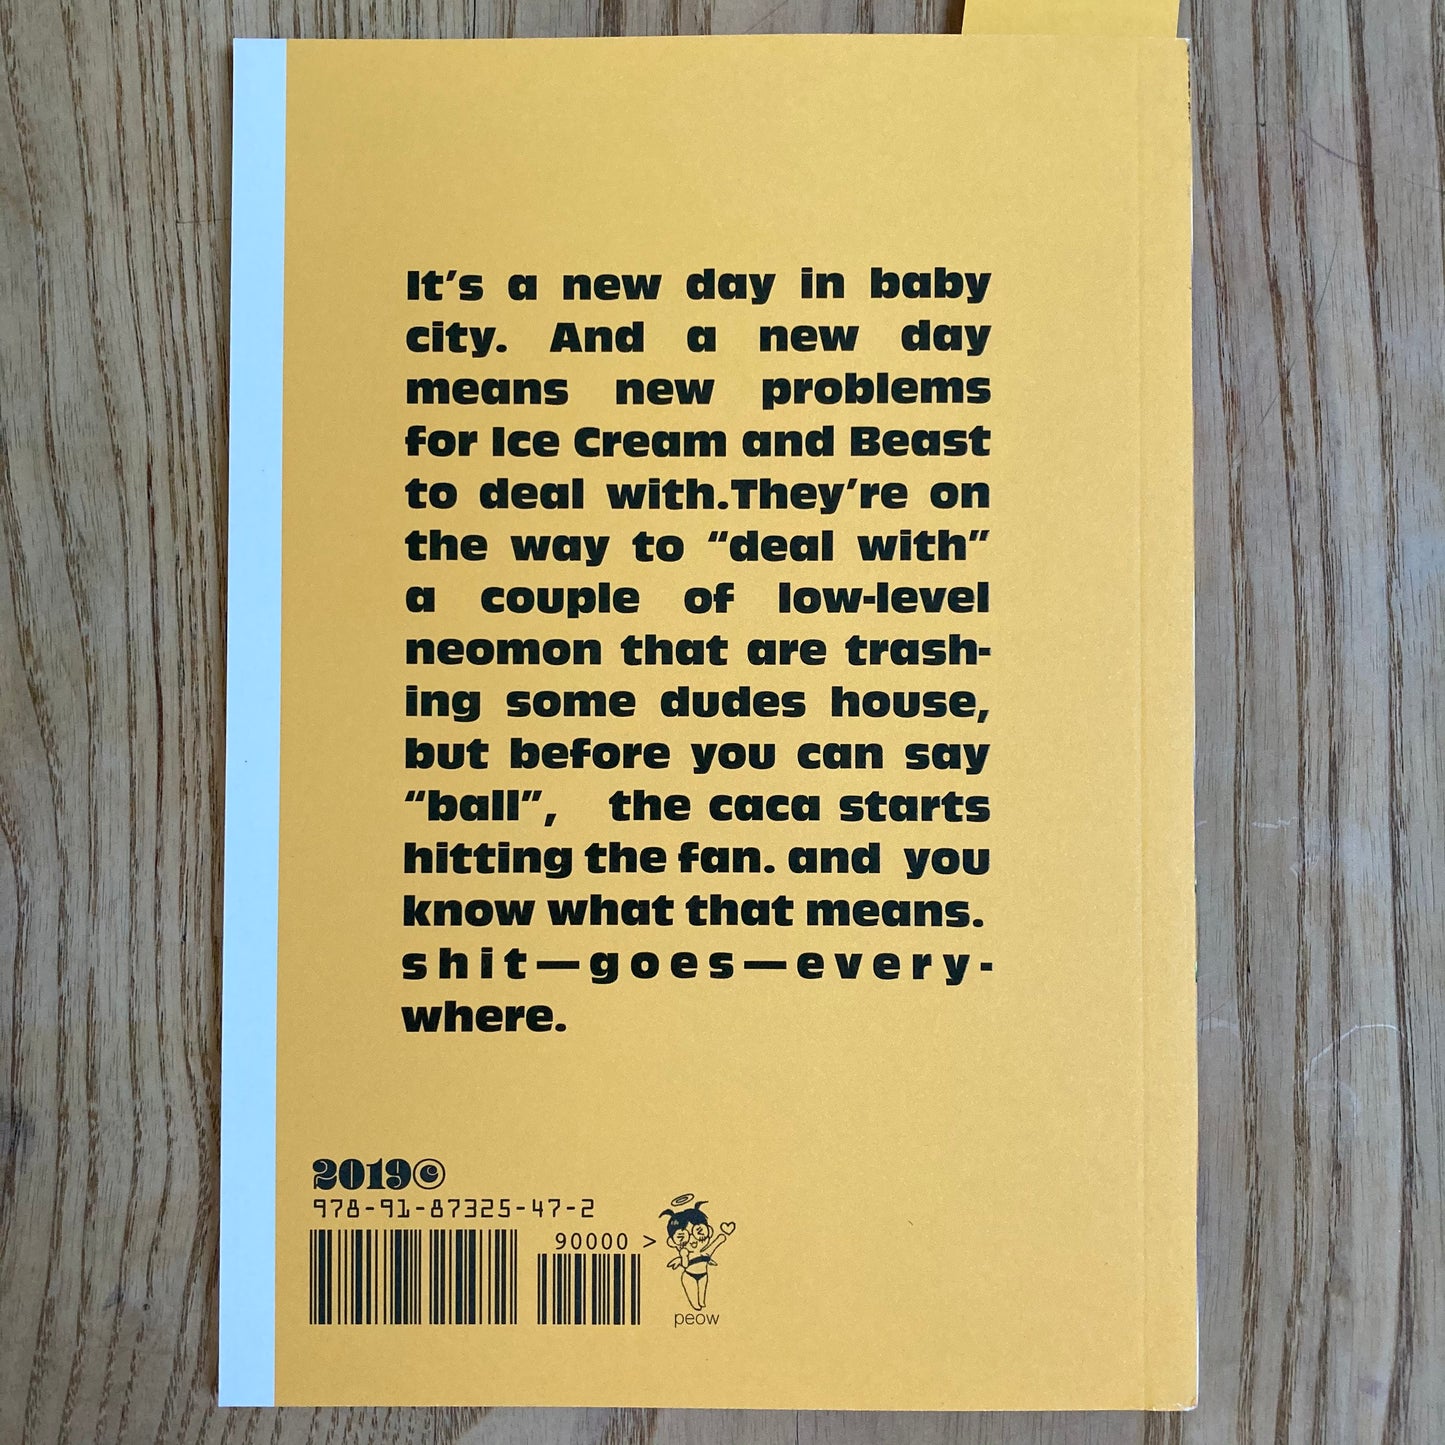 It's a new day in baby
city. And a new day
means new problems
for Ice Cream and Beast
to deal with.They're on
the way to "deal with"
a couple of low-level
neomon that are trash-
ing some dudes house,
but before you can say
"ball", the caca starts
hitting the fan. and you
know what that means.
shit—goes—every-
where.
2019©
978-91-87325-47-2
90000 >
peow